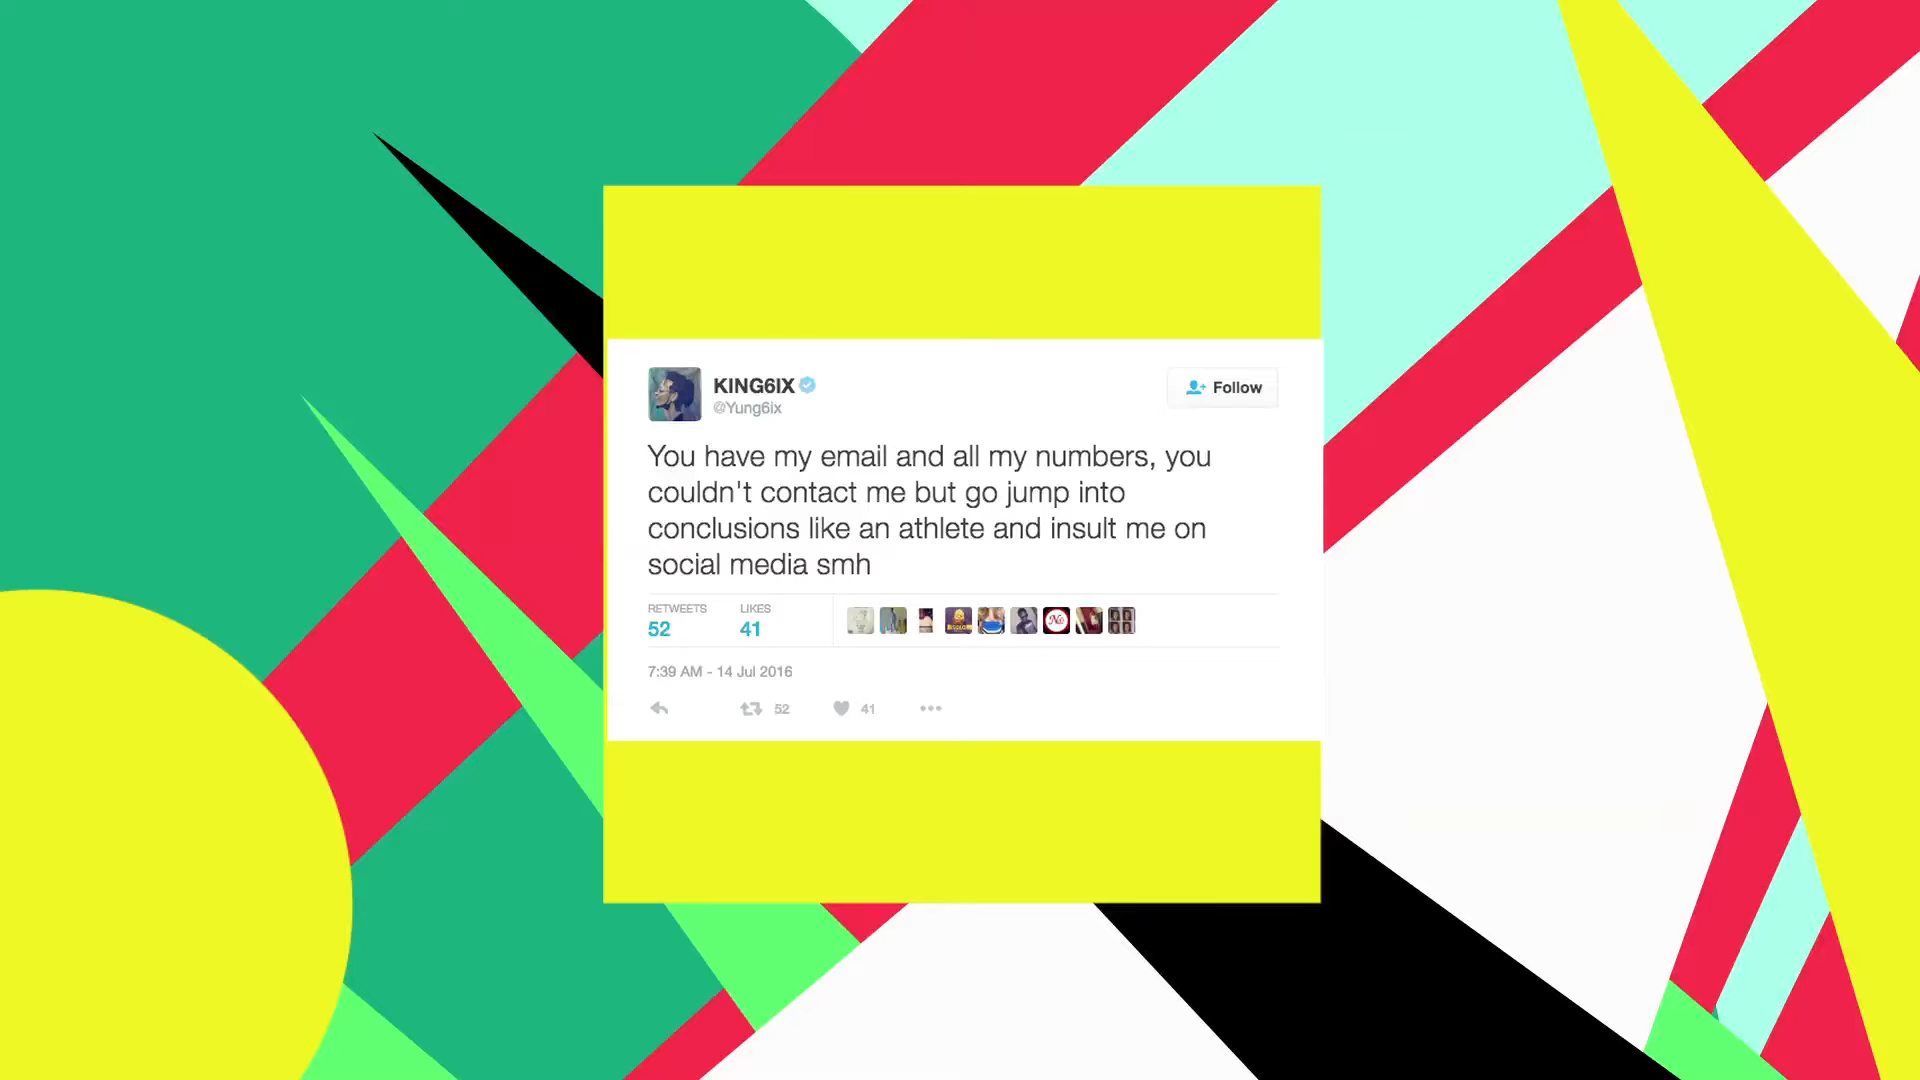 KING6IX
@Yung6ix
Follow
You have my email and all my numbers, you
couldn't contact me but go jump into
conclusions like an athlete and insult me on
social media smh
RETWEETS LIKES
52 41
7:39 AM - 14 Jul 2016
52 41